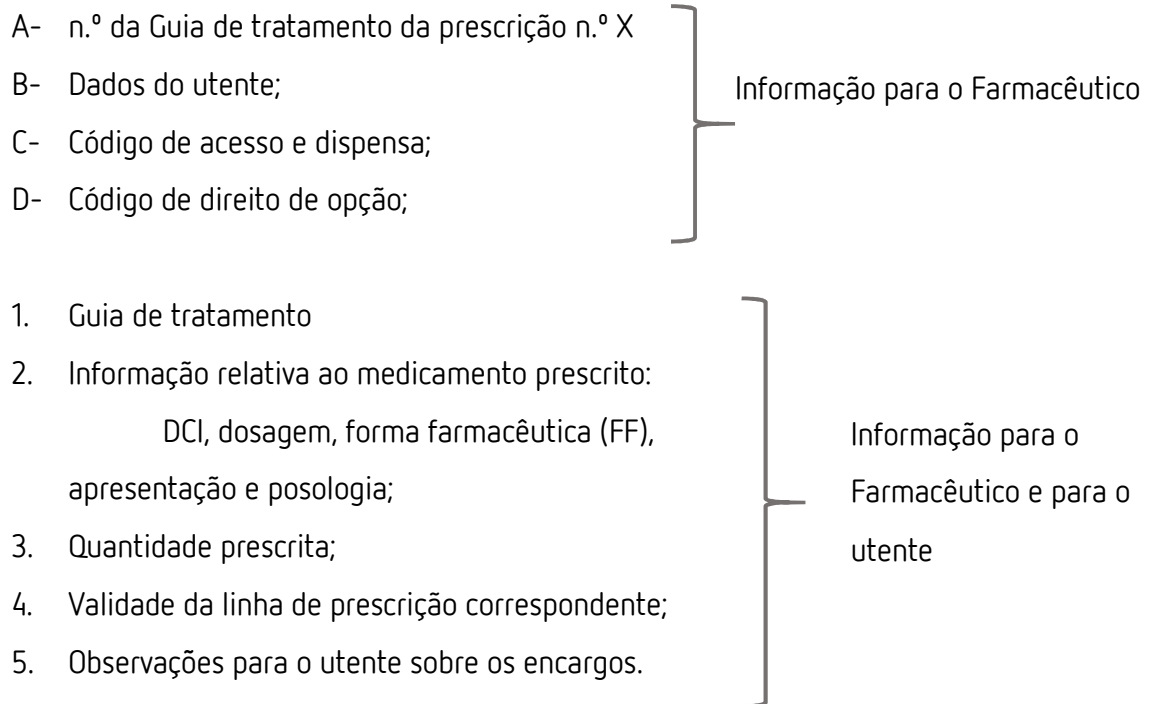 A- n.º da Guia de tratamento da prescrição n.º X
B- Dados do utente;
C- Código de acesso e dispensa;
D- Código de direito de opção;
Informação para o Farmacêutico
1. Guia de tratamento
2. Informação relativa ao medicamento prescrito:
DCI, dosagem, forma farmacêutica (FF),
apresentação e posologia;
3. Quantidade prescrita;
4. Validade da linha de prescrição correspondente;
5. Observações para o utente sobre os encargos.
Informação para o
Farmacêutico e para o
utente